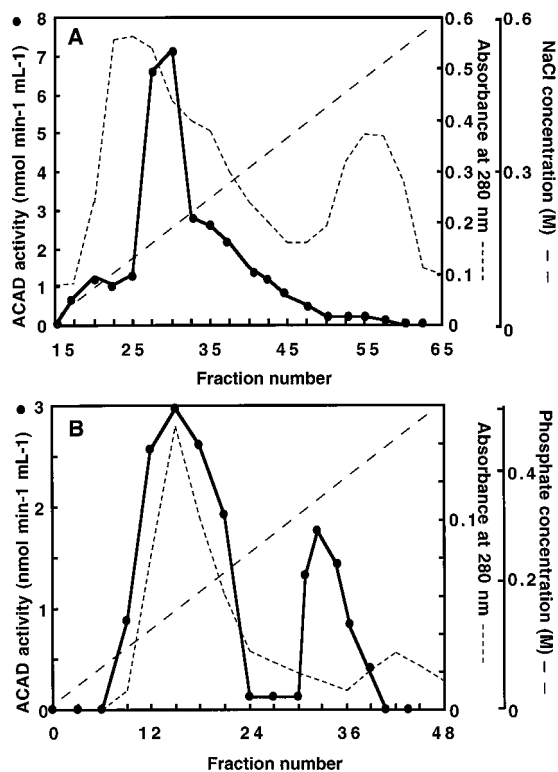 A
ACAD activity (nmol min-1 mL-1)
8
7
6
5
4
3
2
1
0
15 25 35 45 55 65
Fraction number
0.6
0.5
0.4
0.3
0.2
0.1
0
Absorbance at 280 nm -----
0.6
0.3
0
NaCl concentration (M) — —
B
ACAD activity (nmol min-1 mL-1)
3
2
1
0
0 12 24 36 48
Fraction number
0.1
0
Absorbance at 280 nm -----
0.4
0.2
0
Phosphate concentration (M) — —